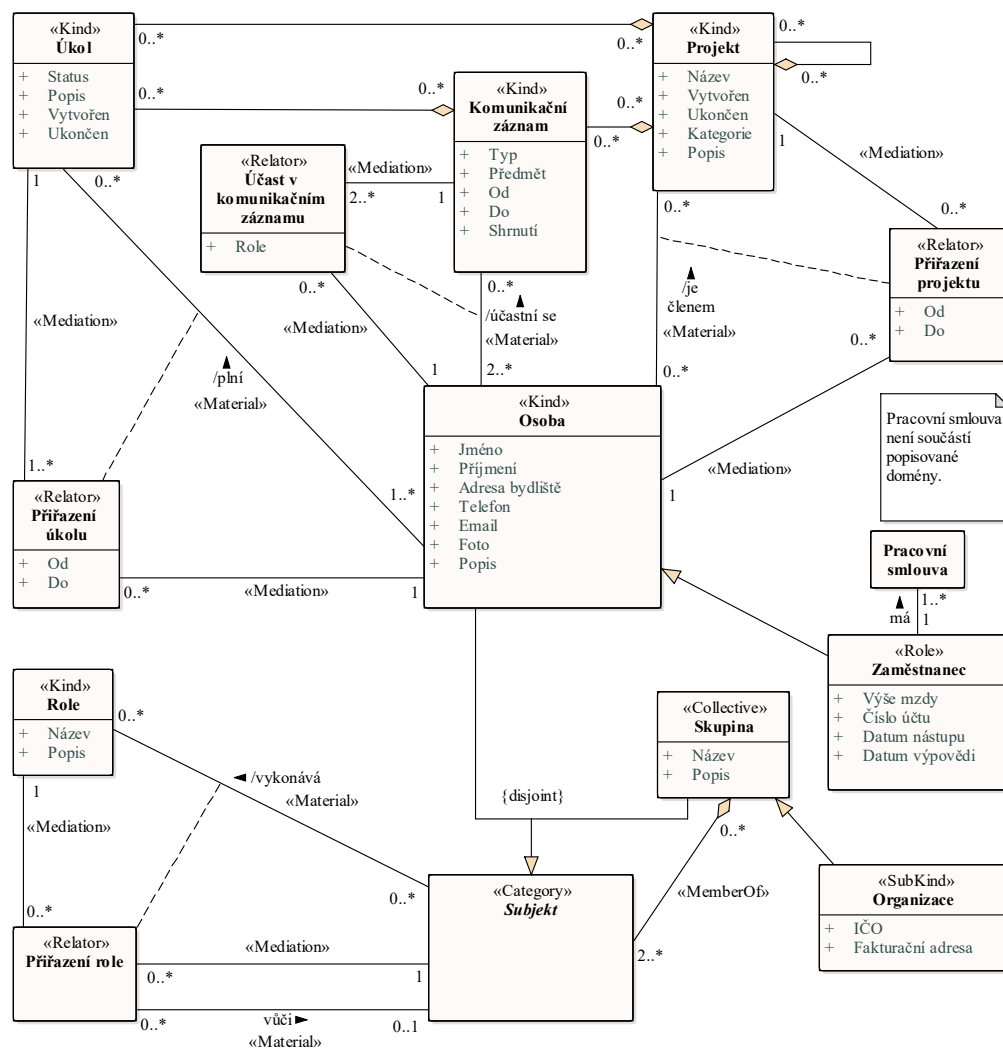 «Kind»
Úkol
+ Status
+ Popis
+ Vytvořen
+ Ukončen
0..*
0..*
«Kind»
Projekt
+ Název
+ Vytvořen
+ Ukončen
+ Kategorie
+ Popis
0..*
0..*
0..*
0..*
«Kind»
Komunikační
záznam
+ Typ
+ Předmět
+ Od
+ Do
+ Shrnutí
0..*
0..*
«Relator»
Účast v
komunikačním
záznamu
+ Role
«Mediation»
2..*
1
1
«Mediation»
0..*
1
0..*
0..*
«Relator»
Přiřazení
projektu
+ Od
+ Do
0..*
/je
členem
«Material»
0..*
0..*
/účastní se
«Material»
2..*
0..*
«Mediation»
1
«Mediation»
/plní
«Material»
1..*
0..*
«Mediation»
1
Pracovní smlouva
není součástí
popisované
domény.
«Kind»
Osoba
+ Jméno
+ Příjmení
+ Adresa bydliště
+ Telefon
+ Email
+ Foto
+ Popis
1..*
«Relator»
Přiřazení
úkolu
+ Od
+ Do
0..*
«Mediation»
1
Pracovní
smlouva
1..*
má
1
«Role»
Zaměstnanec
+ Výše mzdy
+ Číslo účtu
+ Datum nástupu
+ Datum výpovědi
«Kind»
Role
+ Název
+ Popis
0..*
/vykonává
«Material»
0..*
1
«Mediation»
0..*
{disjoint}
«Collective»
Skupina
+ Název
+ Popis
0..*
«MemberOf»
2..*
«SubKind»
Organizace
+ IČO
+ Fakturační adresa
«Category»
Subjekt
«Relator»
Přiřazení role
«Mediation»
0..*
1
0..*
vůči
«Material»
0..1